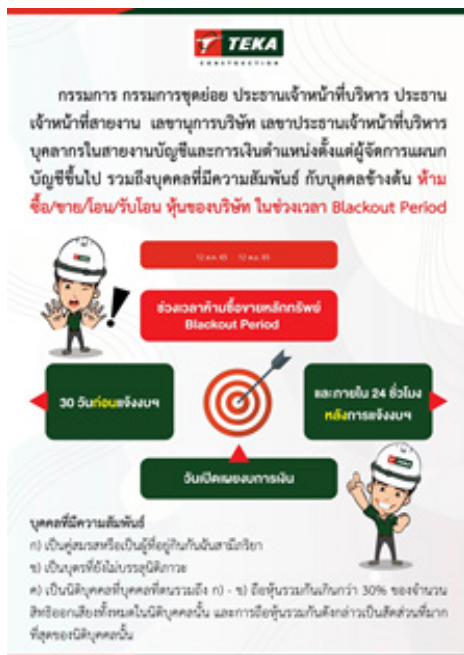 TEKA
CONSTRUCTION
กรรมการ กรรมการชุดย่อย ประธานเจ้าหน้าที่บริหาร ประธาน
เจ้าหน้าที่สายงาน เลขานุการบริษัท เลขาประธานเจ้าหน้าที่บริหาร
บุคลากรในสายงานบัญชีและการเงินตำแหน่งตั้งแต่ผู้จัดการแผนก
บัญชีขึ้นไป รวมถึงบุคคลที่มีความสัมพันธ์ กับบุคคลข้างต้น ห้าม
ซื้อ/ขาย/โอน/รับโอน หุ้นของบริษัท ในช่วงเวลา Blackout Period
12 ต.ค. 65 - 12 พ.ย. 65
ช่วงเวลาห้ามซื้อขายหลักทรัพย์
Blackout Period
30 วันก่อนแจ้งงบฯ
และภายใน 24 ชั่วโมง
หลังการแจ้งงบฯ
วันเปิดเผยงบการเงิน
บุคคลที่มีความสัมพันธ์
ก) เป็นคู่สมรสหรือเป็นผู้ที่อยู่กินกันฉันสามีภริยา
ข) เป็นบุตรที่ยังไม่บรรลุนิติภาวะ
ค) เป็นนิติบุคคลที่บุคคลที่ตนรวมถึง ก) - ข) ถือหุ้นรวมกันเกินกว่า 30% ของจำนวน
สิทธิออกเสียงทั้งหมดในนิติบุคคลนั้น และการถือหุ้นรวมกันดังกล่าวเป็นสัดส่วนที่มาก
ที่สุดของนิติบุคคลนั้น